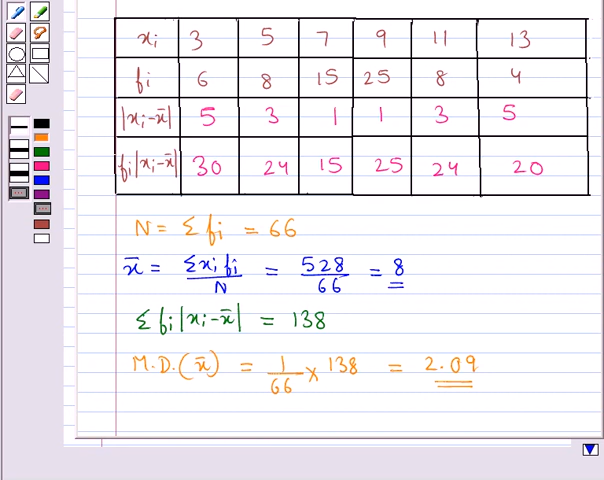 xᵢ 3 5 7 9 11 13
fᵢ 6 8 15 25 8 4
|xᵢ-x̄| 5 3 1 1 3 5
fᵢ|xᵢ-x̄| 30 24 15 25 24 20
N = Σfᵢ = 66
x̄ = Σxᵢfᵢ/N = 528/66 = 8
Σfᵢ|xᵢ-x̄| = 138
M.D.(x̄) = 1/66 × 138 = 2.09